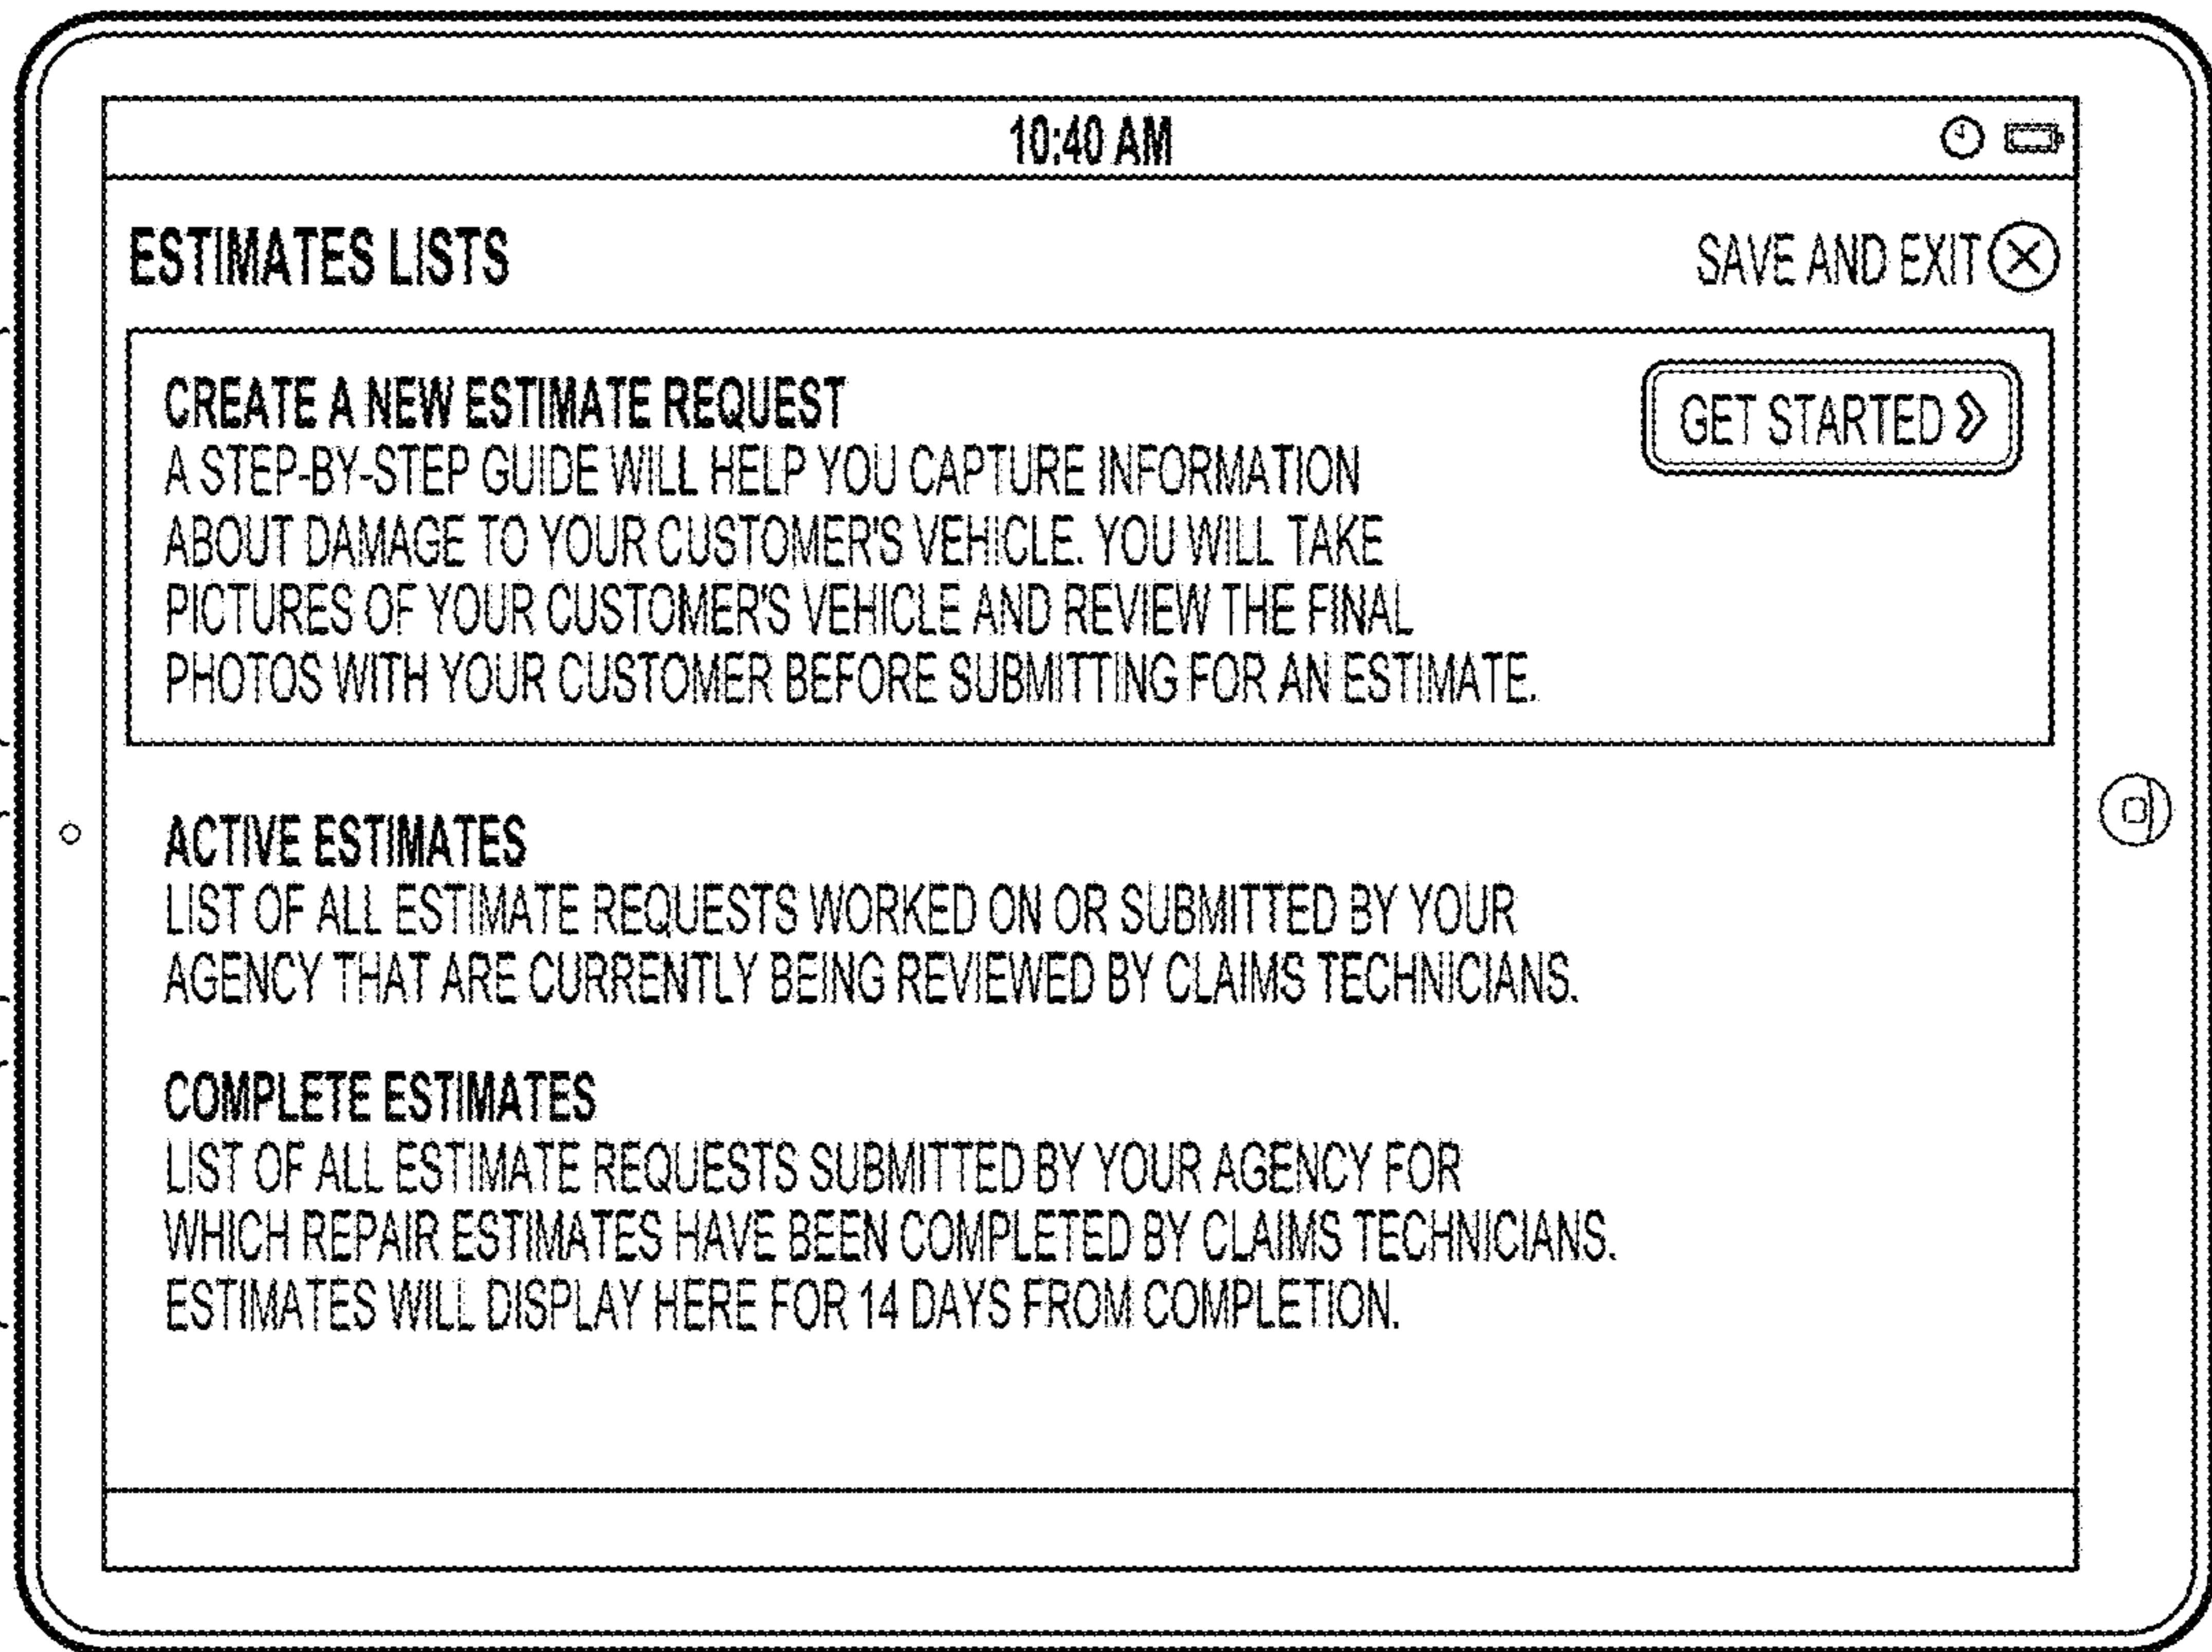 10:40 AM
ESTIMATES LISTS
SAVE AND EXIT
CREATE A NEW ESTIMATE REQUEST
GET STARTED
A STEP-BY-STEP GUIDE WILL HELP YOU CAPTURE INFORMATION
ABOUT DAMAGE TO YOUR CUSTOMER'S VEHICLE. YOU WILL TAKE
PICTURES OF YOUR CUSTOMER'S VEHICLE AND REVIEW THE FINAL
PHOTOS WITH YOUR CUSTOMER BEFORE SUBMITTING FOR AN ESTIMATE.
ACTIVE ESTIMATES
LIST OF ALL ESTIMATE REQUESTS WORKED ON OR SUBMITTED BY YOUR
AGENCY THAT ARE CURRENTLY BEING REVIEWED BY CLAIMS TECHNICIANS.
COMPLETE ESTIMATES
LIST OF ALL ESTIMATE REQUESTS SUBMITTED BY YOUR AGENCY FOR
WHICH REPAIR ESTIMATES HAVE BEEN COMPLETED BY CLAIMS TECHNICIANS.
ESTIMATES WILL DISPLAY HERE FOR 14 DAYS FROM COMPLETION.